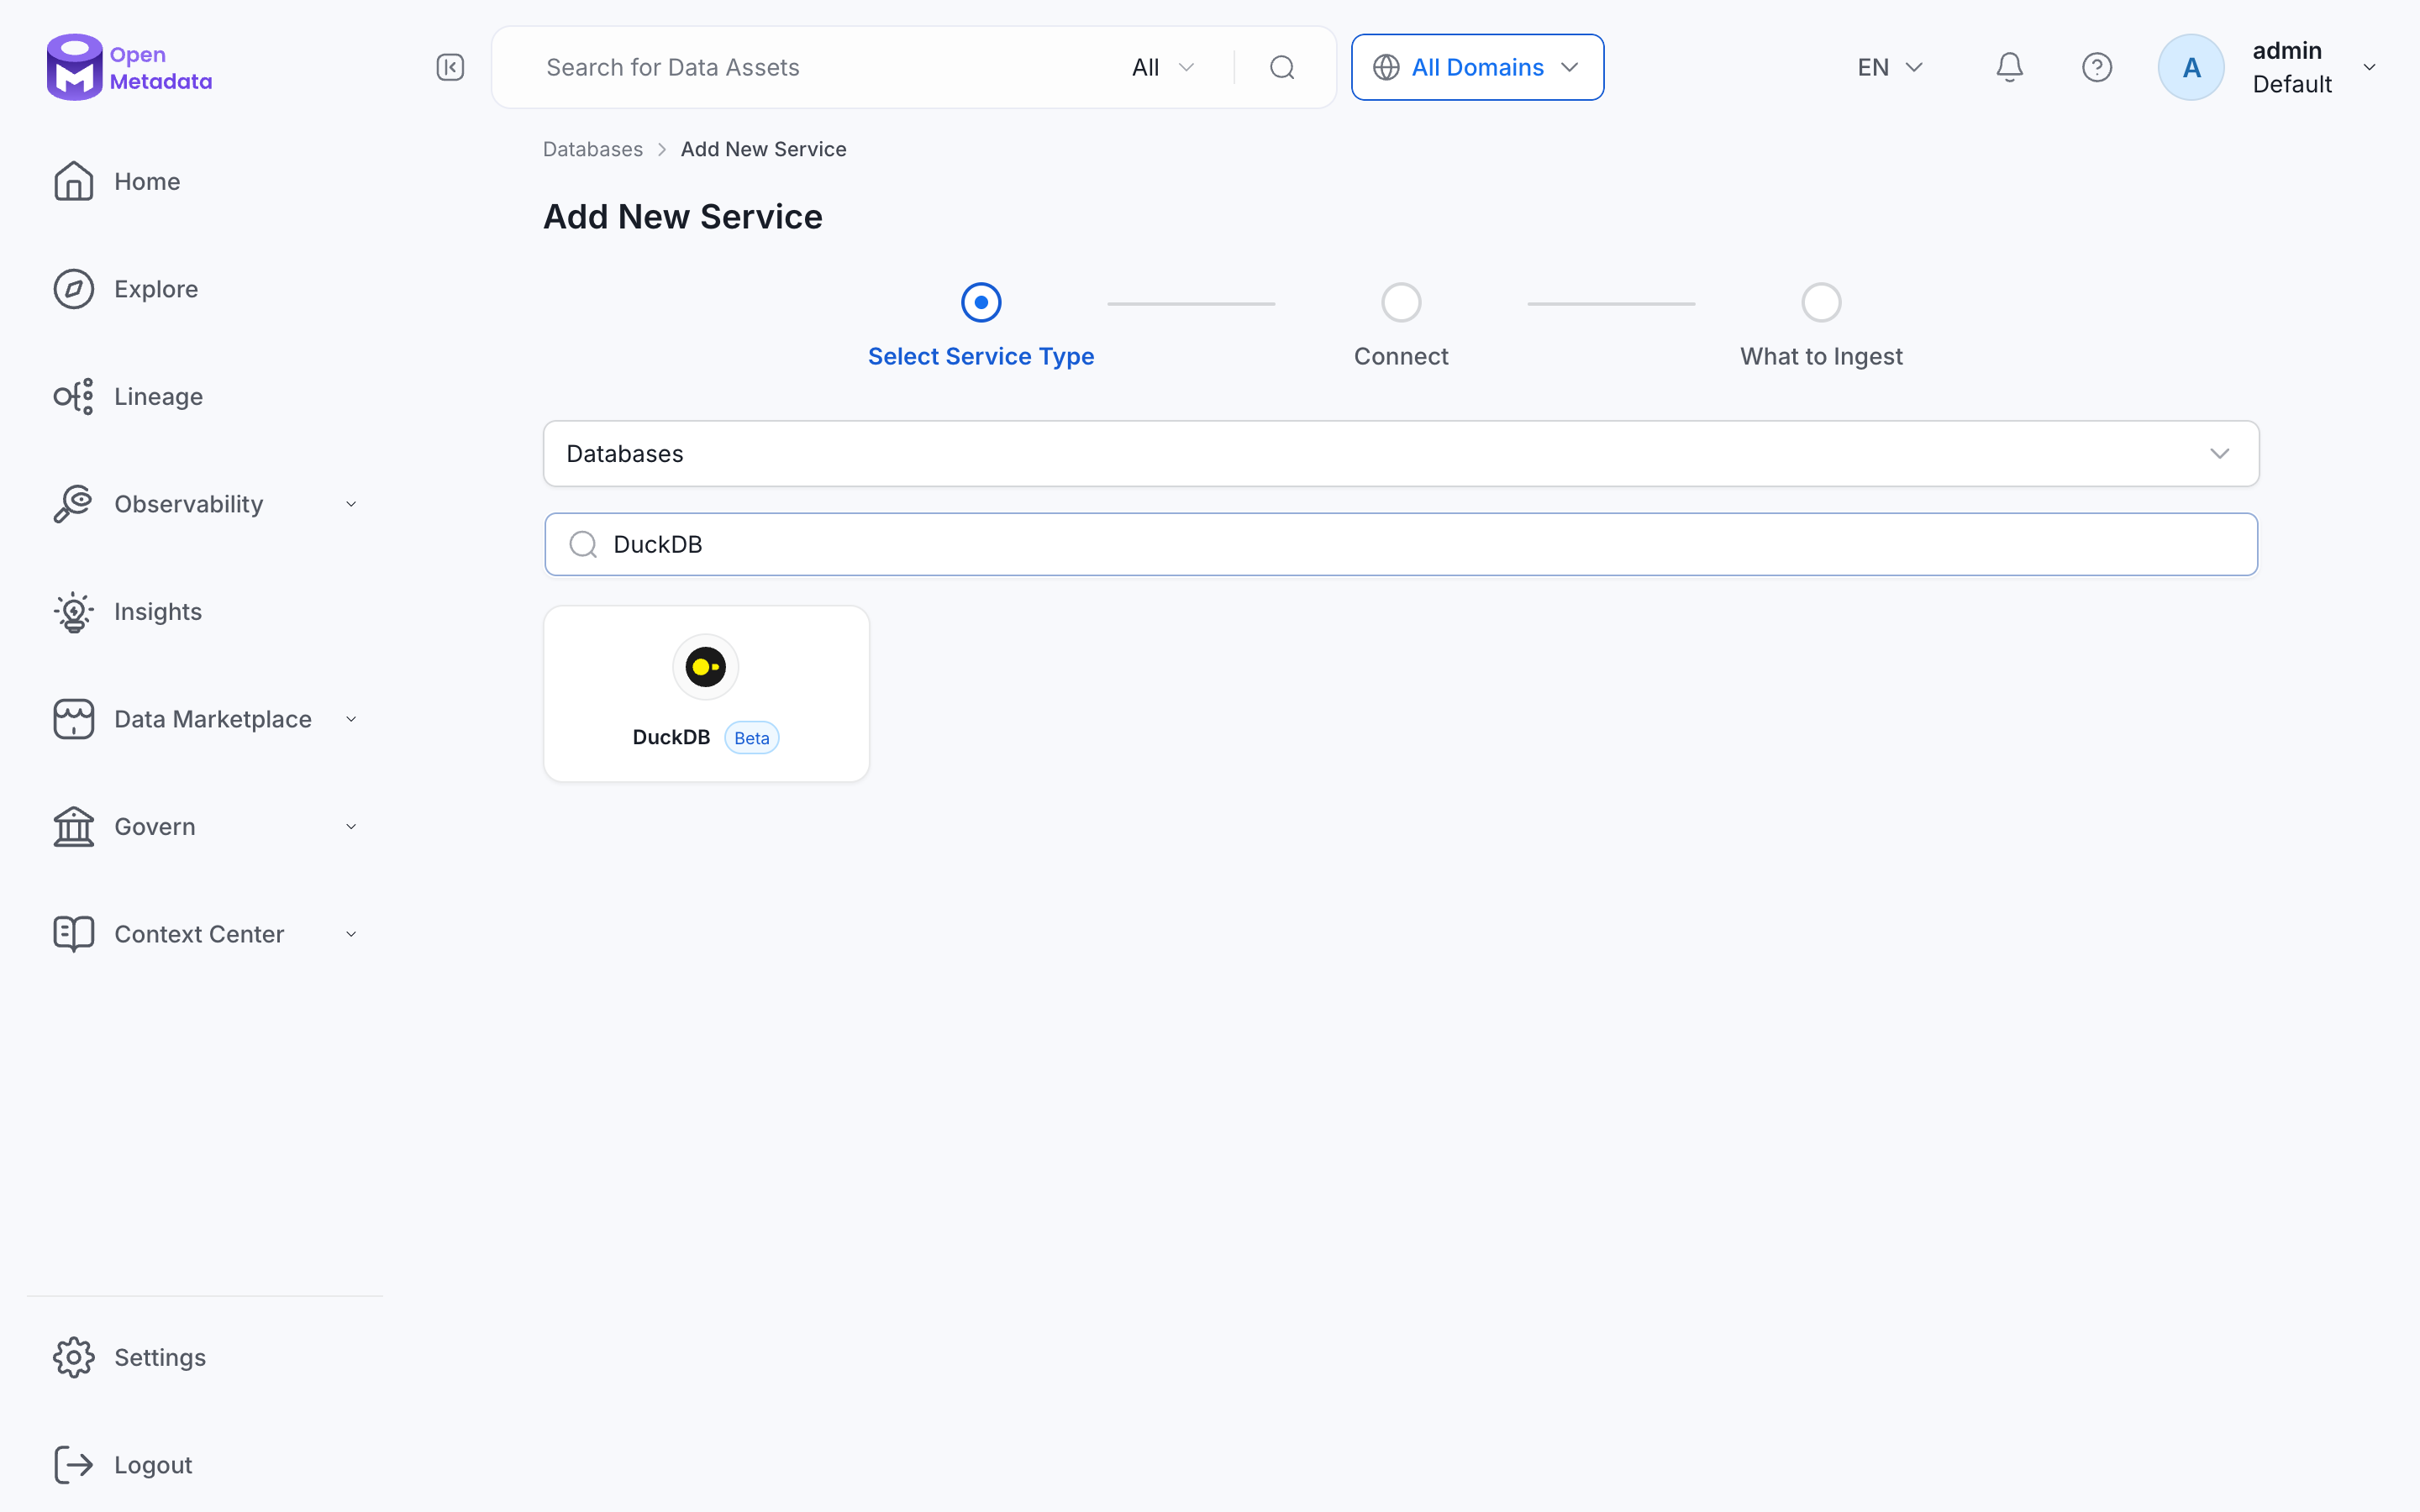 Open
Metadata
Search for Data Assets
All
All Domains
EN
A
admin
Default
Home
Explore
Lineage
Observability
Insights
Data Marketplace
Govern
Context Center
Settings
Logout
Databases > Add New Service
Add New Service
Select Service Type
Connect
What to Ingest
Databases
DuckDB
DuckDB Beta